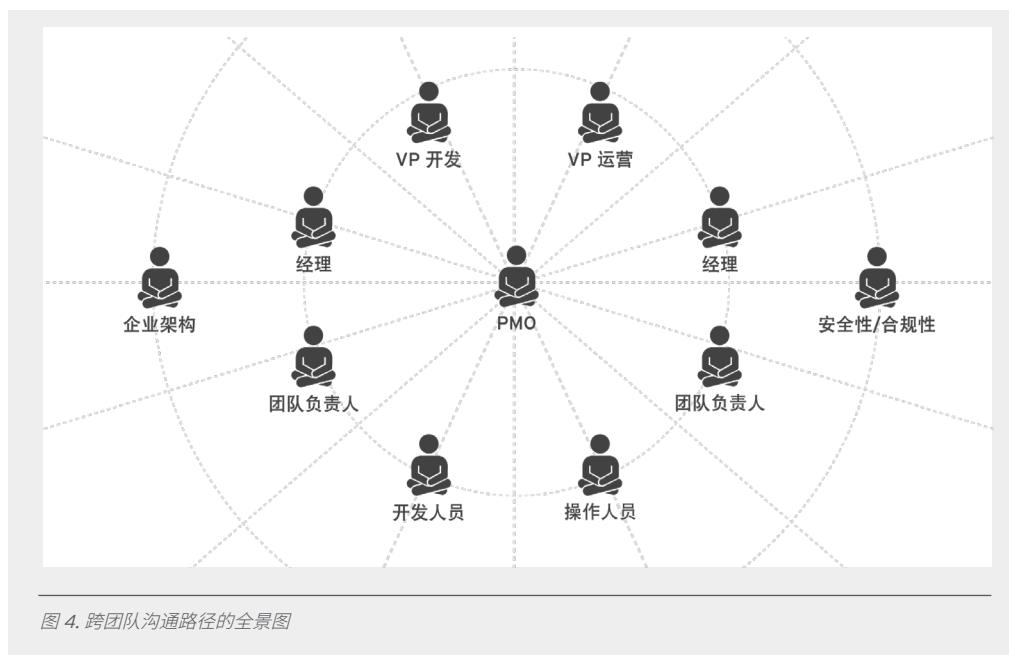 VP 开发
VP 运营
经理
经理
企业架构
PMO
安全性/合规性
团队负责人
团队负责人
开发人员
操作人员
图 4. 跨团队沟通路径的全景图